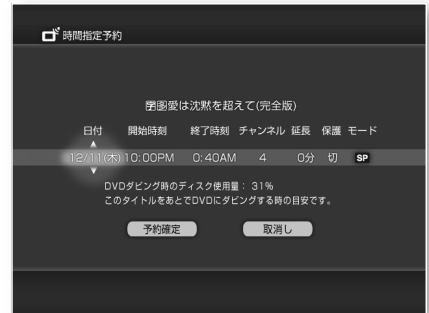 時間指定予約
愛は沈黙を超えて(完全版)
日付 開始時刻 終了時刻 チャンネル 延長 保護 モード
12/11(木) 10:00PM 0:40AM 4 0分 切 SP
DVDダビング時のディスク使用量: 31%
このタイトルをあとでDVDにダビングする時の目安です。
予約確定 取消し